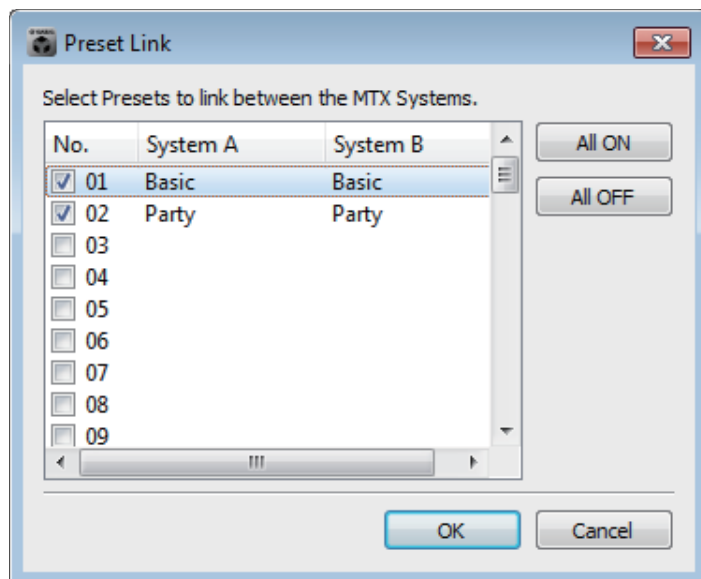 Preset Link
Select Presets to link between the MTX Systems.
No. System A System B
01 Basic Basic
02 Party Party
03
04
05
06
07
08
09
All ON
All OFF
OK Cancel